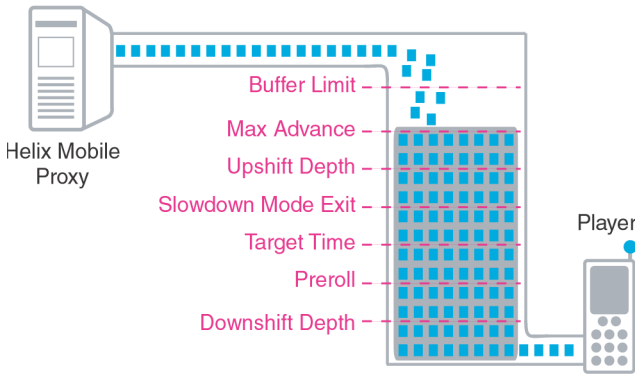 Buffer Limit
Max Advance
Helix Mobile
Proxy
Upshift Depth
Slowdown Mode Exit
Target Time
Player
Preroll
Downshift Depth